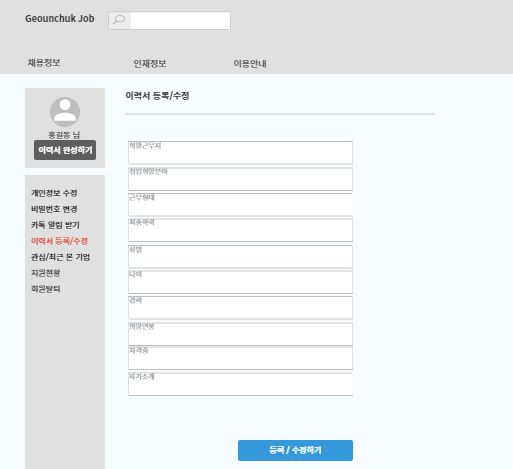 Geounchuk Job
채용정보
인재정보
이용안내
홍길동 님
이력서 완성하기
개인정보 수정
비밀번호 변경
카톡 알림 받기
이력서 등록/수정
관심/최근 본 기업
지원현황
회원탈퇴
이력서 등록/수정
희망근무지
취업희망분야
근무형태
최종학력
성별
나이
경력
희망연봉
자격증
자기소개
등록 / 수정하기